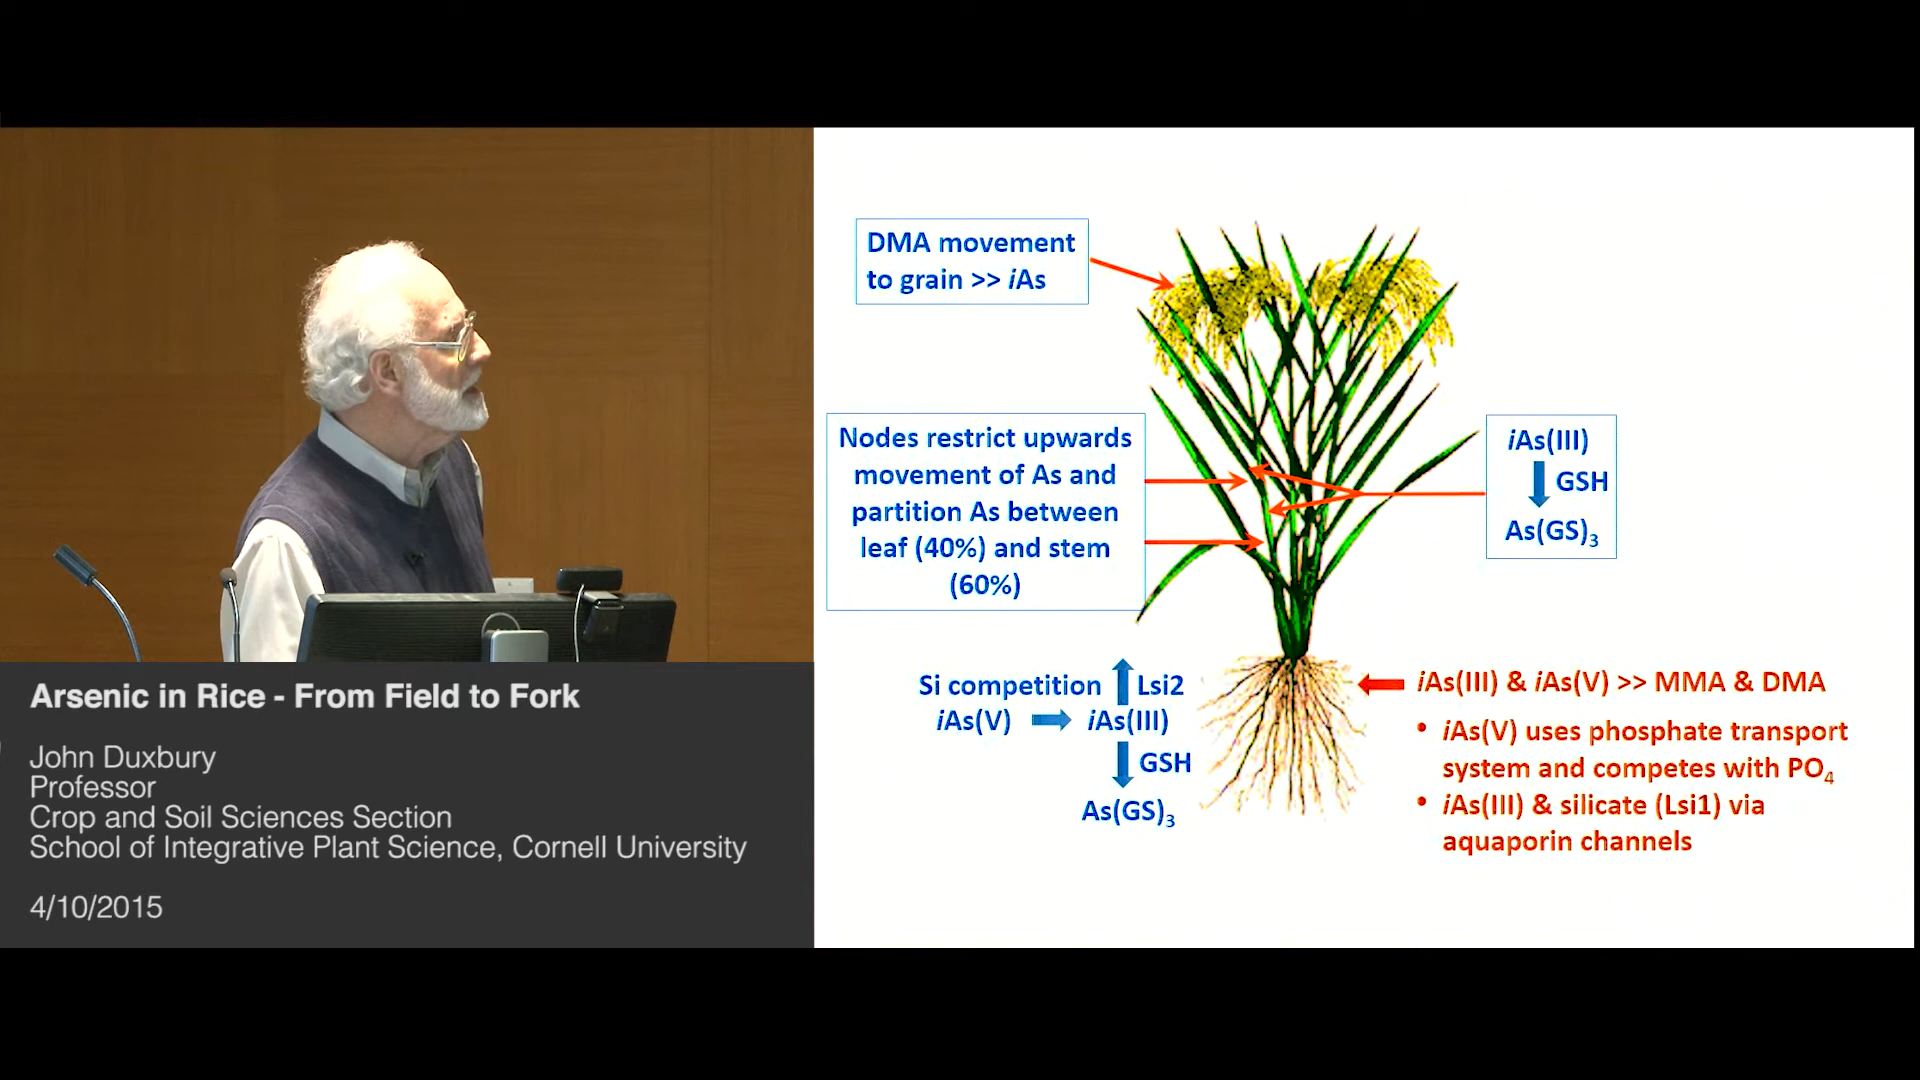 DMA movement
to grain >> iAs
Nodes restrict upwards
movement of As and
partition As between
leaf (40%) and stem
(60%)
iAs(III)
GSH
As(GS)₃
Si competition Lsi2
iAs(V) iAs(III)
GSH
As(GS)₃
iAs(III) & iAs(V) >> MMA & DMA
• iAs(V) uses phosphate transport
system and competes with PO₄
• iAs(III) & silicate (Lsi1) via
aquaporin channels
Arsenic in Rice - From Field to Fork
John Duxbury
Professor
Crop and Soil Sciences Section
School of Integrative Plant Science, Cornell University
4/10/2015